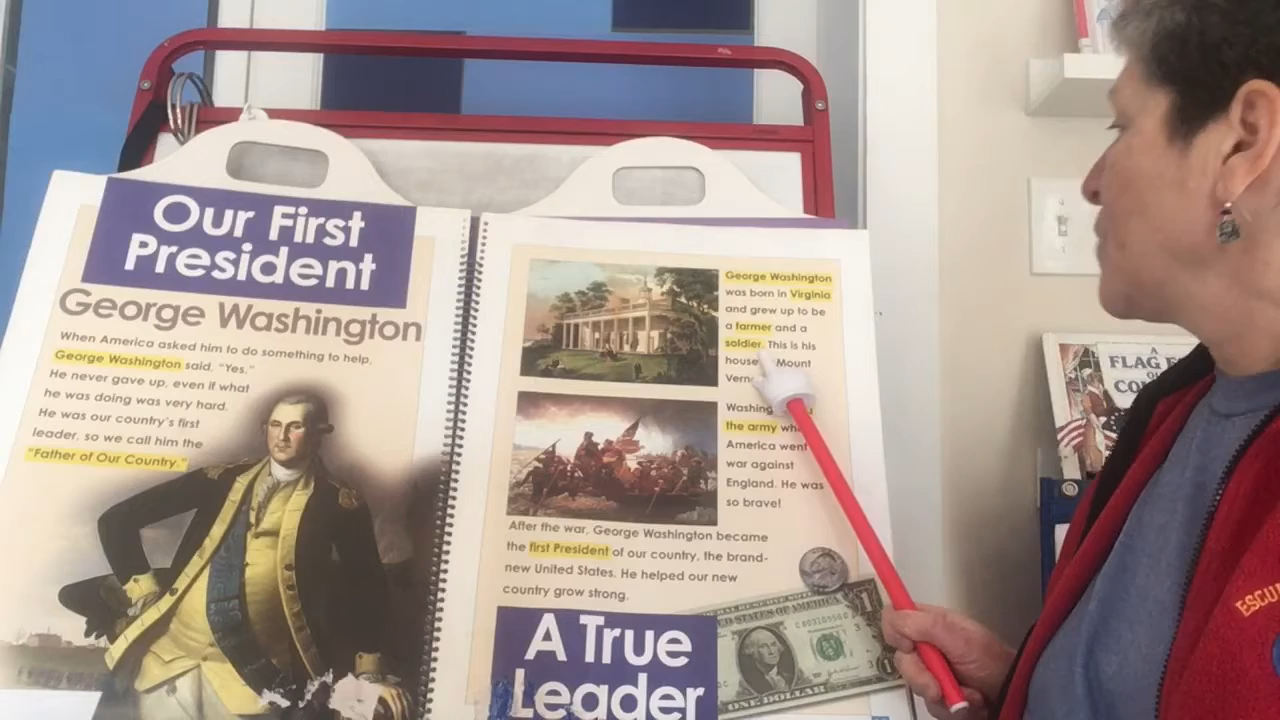 Our First
President
George Washington
When America asked him to do something to help,
George Washington said, "Yes."
He never gave up, even if what
he was doing was very hard.
He was our country's first
leader, so we call him the
"Father of Our Country."
George Washington
was born in Virginia
and grew up to be
a farmer and a
soldier. This is his
house Mount
the army
America went
war against
England. He was
so brave!
After the war, George Washington became
the first President of our country, the brand-
new United States. He helped our new
country grow strong.
A True
Leader
STATES OF AMERICA
ONE DOLLAR
A
FLAG